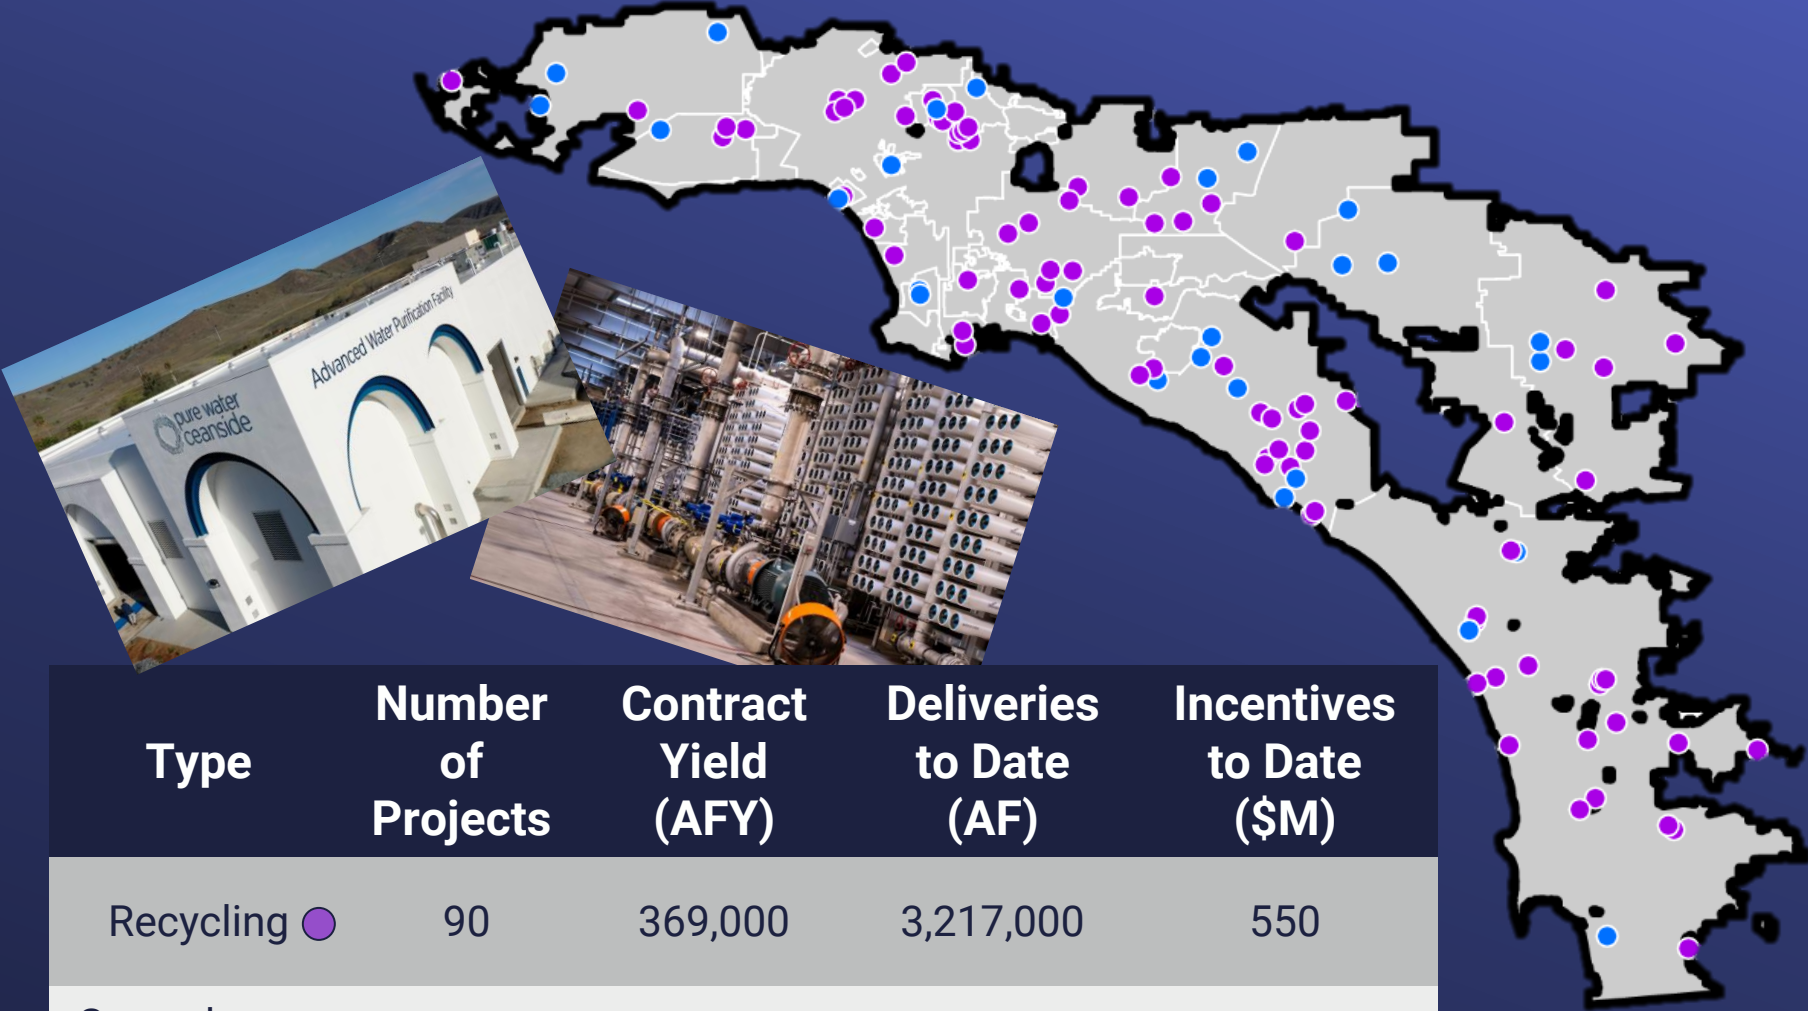 Advanced Water Purification Facility
pure water
oceanside
Type
Number
of
Projects
Contract
Yield
(AFY)
Deliveries
to Date
(AF)
Incentives
to Date
($M)
Recycling
90
369,000
3,217,000
550